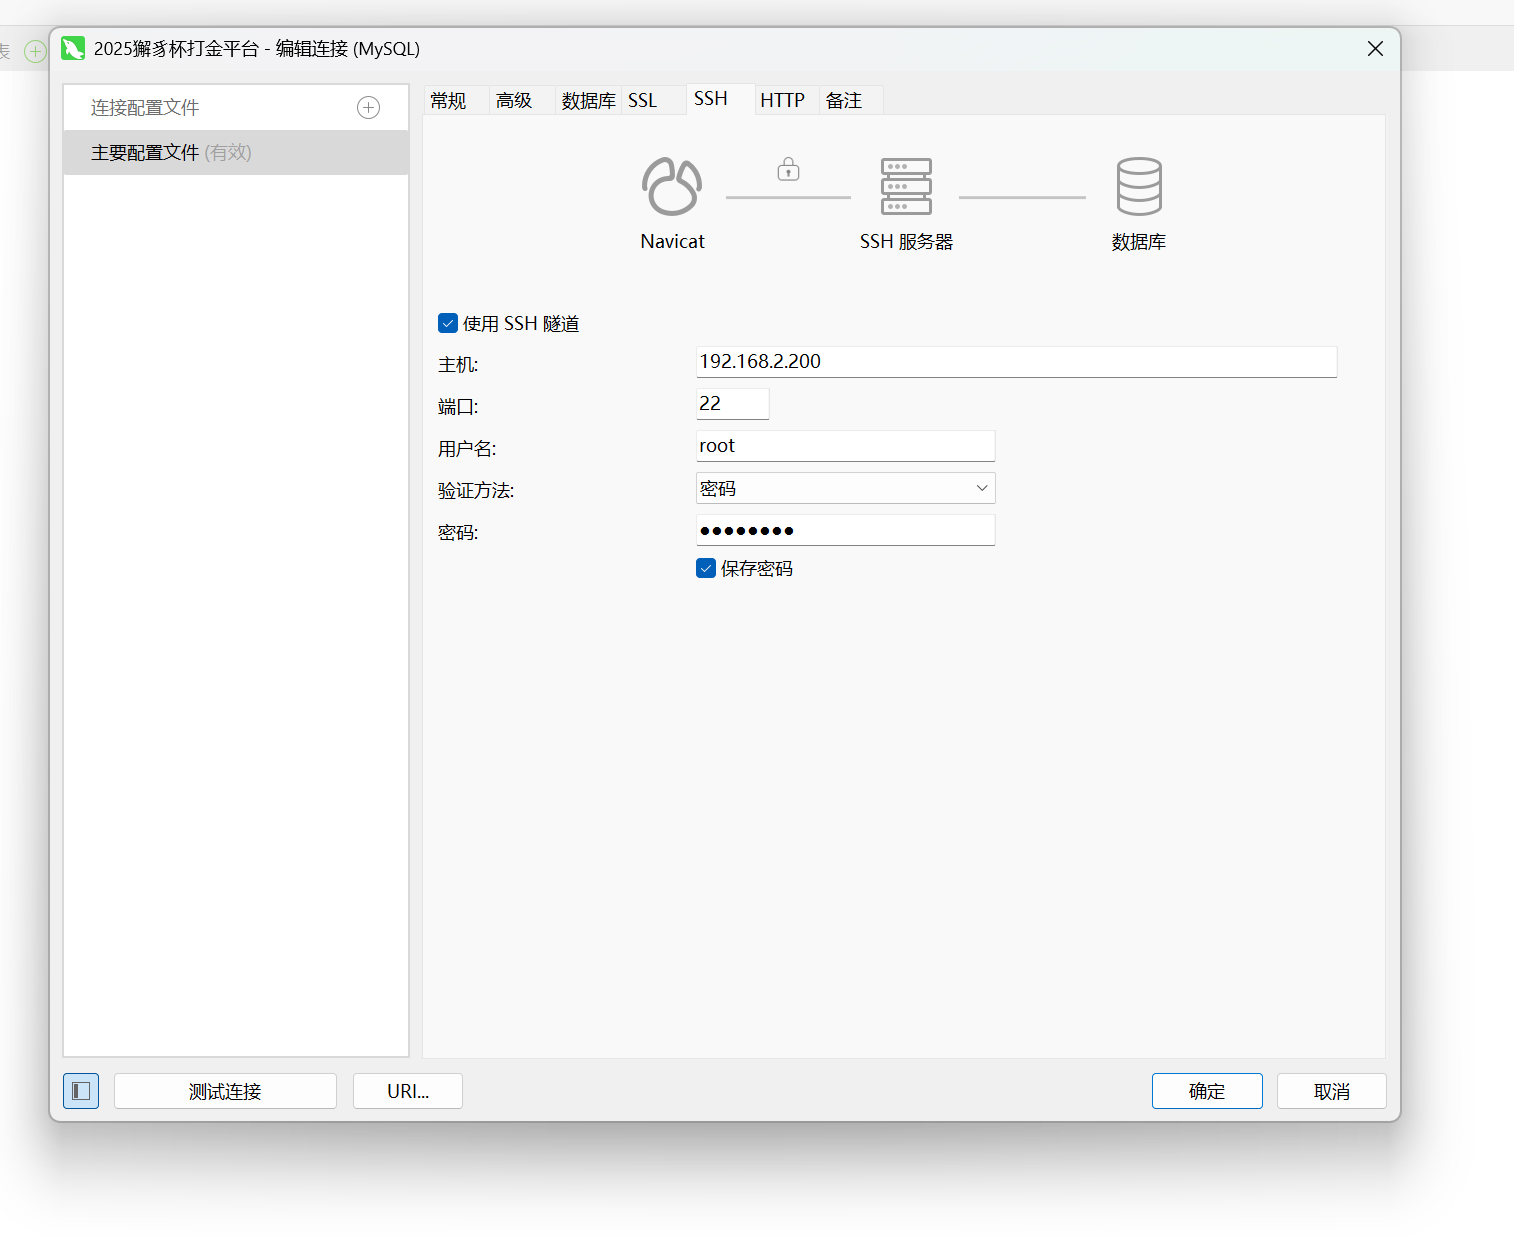 2025獬豸杯打金平台 - 编辑连接 (MySQL)
表
连接配置文件
主要配置文件 (有效)
常规 高级 数据库 SSL SSH HTTP 备注
Navicat SSH 服务器 数据库
使用 SSH 隧道
主机: 192.168.2.200
端口: 22
用户名: root
验证方法: 密码
密码: ●●●●●●●●
保存密码
测试连接 URI... 确定 取消